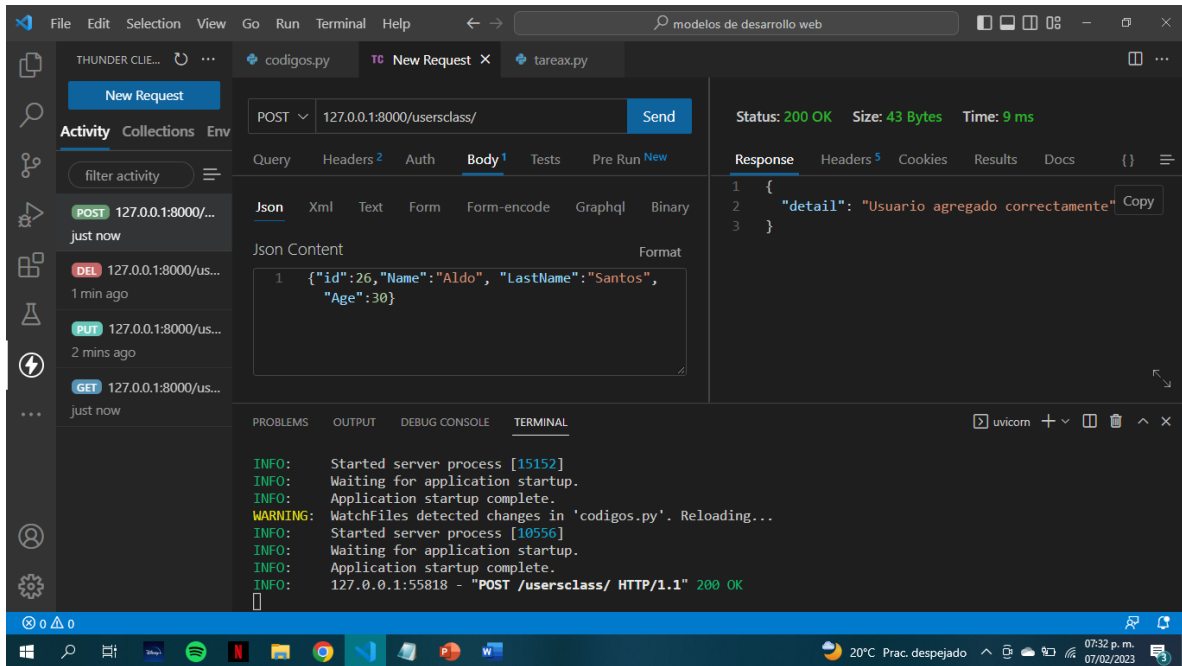 File Edit Selection View Go Run Terminal Help modelos de desarrollo web
THUNDER CLIE... codigos.py TC New Request tareax.py
New Request
Activity Collections Env
filter activity
POST 127.0.0.1:8000/...
just now
DEL 127.0.0.1:8000/us...
1 min ago
PUT 127.0.0.1:8000/us...
2 mins ago
GET 127.0.0.1:8000/us...
just now
POST 127.0.0.1:8000/usersclass/ Send
Query Headers 2 Auth Body 1 Tests Pre Run New
Json Xml Text Form Form-encode Graphql Binary
Json Content Format
1 {"id":26,"Name":"Aldo", "LastName":"Santos",
"Age":30}
Status: 200 OK Size: 43 Bytes Time: 9 ms
Response Headers 5 Cookies Results Docs {}
1 {
2 "detail": "Usuario agregado correctamente"
3 }
Copy
PROBLEMS OUTPUT DEBUG CONSOLE TERMINAL uvicorn
INFO: Started server process [15152]
INFO: Waiting for application startup.
INFO: Application startup complete.
WARNING: WatchFiles detected changes in 'codigos.py'. Reloading...
INFO: Started server process [10556]
INFO: Waiting for application startup.
INFO: Application startup complete.
INFO: 127.0.0.1:55818 - "POST /usersclass/ HTTP/1.1" 200 OK
0 0
20°C Prac. despejado 07:32 p. m.
07/02/2023 3